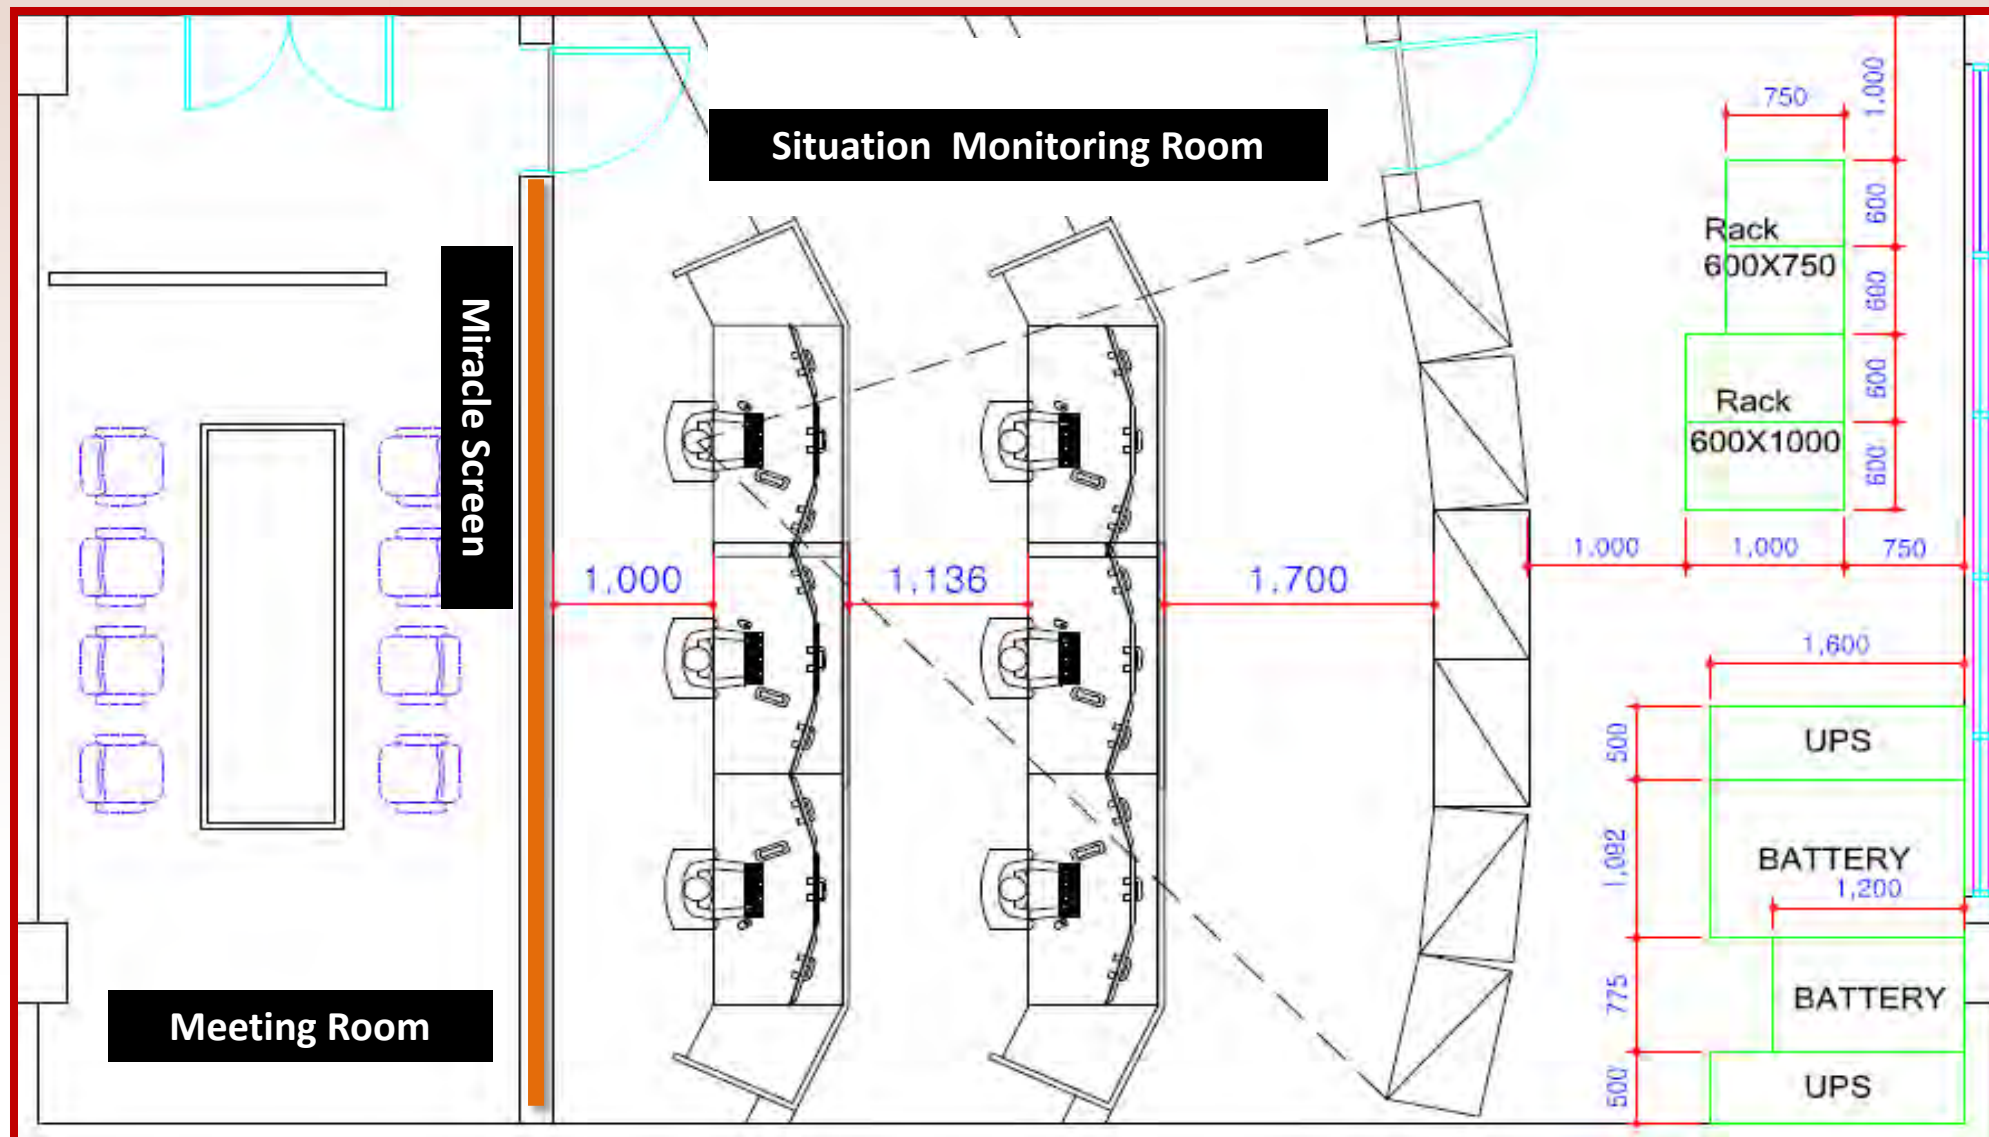 750
1,000
Situation Monitoring Room
600
Rack
600X750
600
Miracle Screen
600
Rack
600X1000
600
1,000
1,136
1,700
1,000
1,000
750
1,600
500
UPS
1,092
BATTERY
1,200
775
BATTERY
Meeting Room
500
UPS